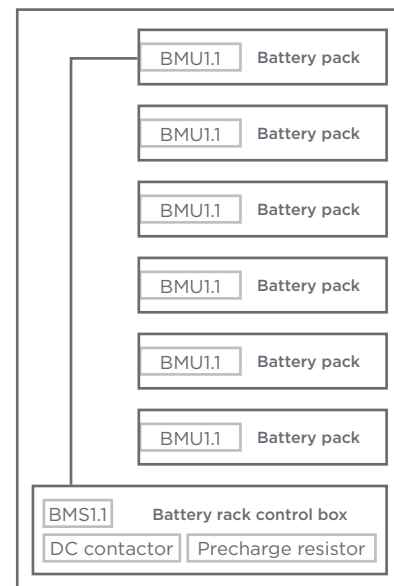 BMU1.1 Battery pack
BMU1.1 Battery pack
BMU1.1 Battery pack
BMU1.1 Battery pack
BMU1.1 Battery pack
BMU1.1 Battery pack
BMS1.1 Battery rack control box
DC contactor Precharge resistor